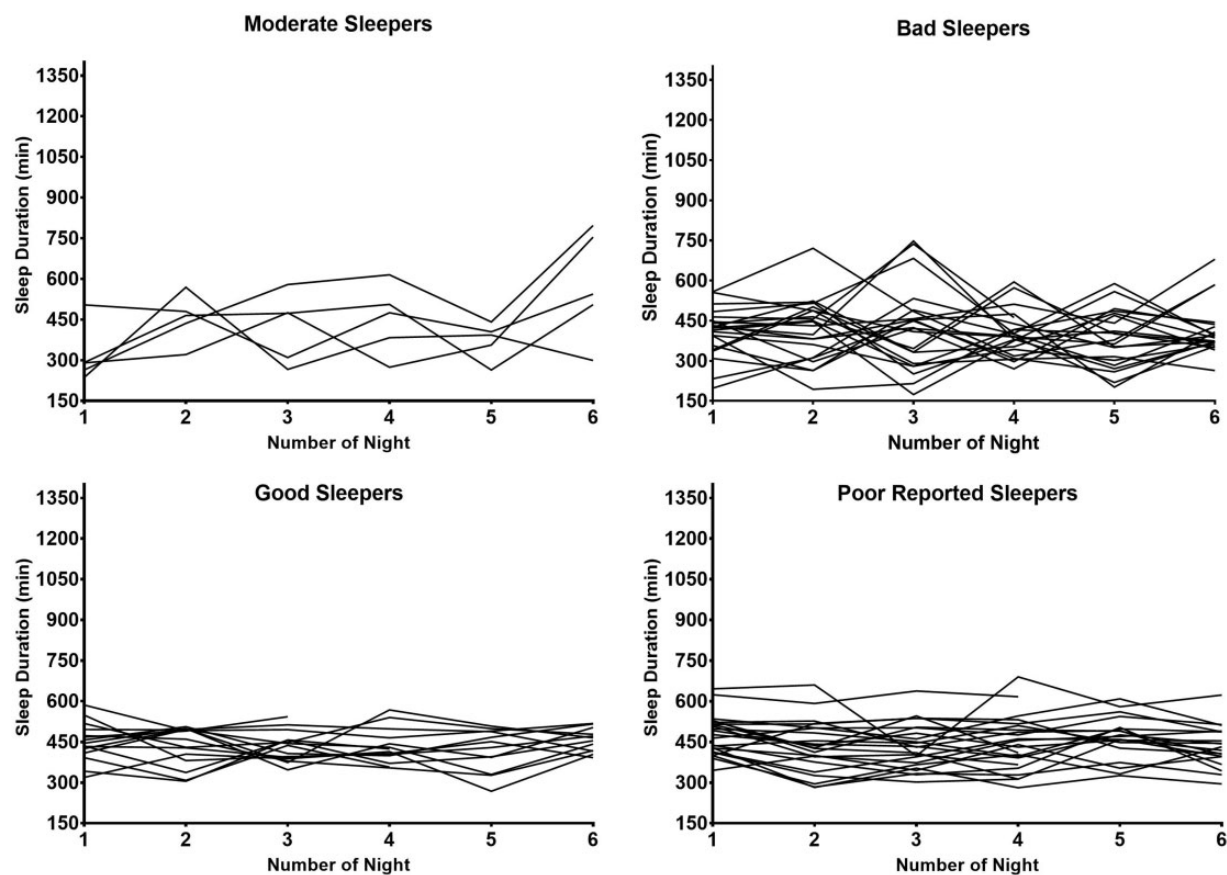 Moderate Sleepers
1350
1200
1050
900
750
600
450
300
150
Sleep Duration (min)
1 2 3 4 5 6
Number of Night
Bad Sleepers
1350
1200
1050
900
750
600
450
300
150
Sleep Duration (min)
1 2 3 4 5 6
Number of Night
Good Sleepers
1350
1200
1050
900
750
600
450
300
150
Sleep Duration (min)
1 2 3 4 5 6
Number of Night
Poor Reported Sleepers
1350
1200
1050
900
750
600
450
300
150
Sleep Duration (min)
1 2 3 4 5 6
Number of Night